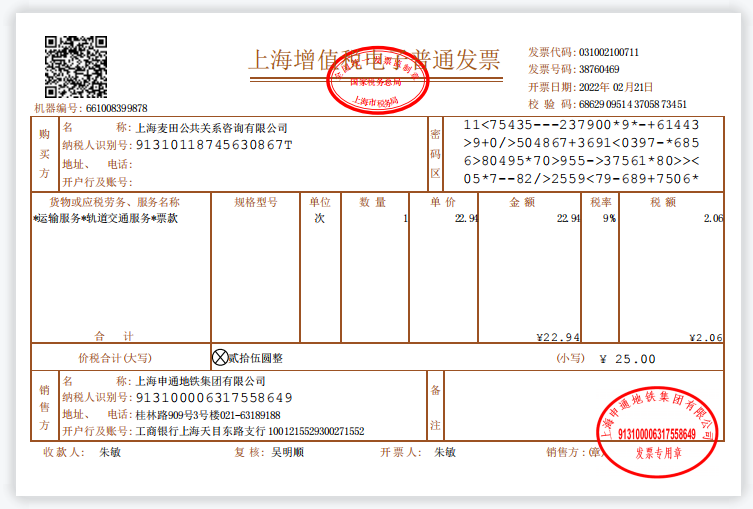 上海增值税电子普通发票
国家税务总局
上海市税务局
发票代码: 031002100711
发票号码: 38760469
开票日期: 2022年 02月21日
校 验 码: 68629 09514 37058 73451
机器编号: 661008399878
购买方
名 称: 上海麦田公共关系咨询有限公司
纳税人识别号: 91310118745630867T
地址、 电话:
开户行及账号:
密码区
11<75435---237900*9*-+61443
>9+0/>504867+3691<0397-*685
6>80495*70>955->37561*80>><
05*7--82/>2559<79-689+7506*
货物或应税劳务、服务名称 规格型号 单位 数 量 单 价 金 额 税率 税 额
*运输服务*轨道交通服务*票款 次 1 22.94 22.94 9% 2.06
合 计 ¥22.94 ¥2.06
价税合计(大写) 贰拾伍圆整 (小写) ¥ 25.00
销售方
名 称: 上海申通地铁集团有限公司
纳税人识别号: 913100006317558649
地址、 电话: 桂林路909号3号楼021-63189188
开户行及账号: 工商银行上海天目东路支行 1001215529300271552
备注
收 款 人: 朱敏 复 核: 吴明顺 开 票 人: 朱敏 销售方: (章)
上海申通地铁集团有限公司
913100006317558649
发票专用章